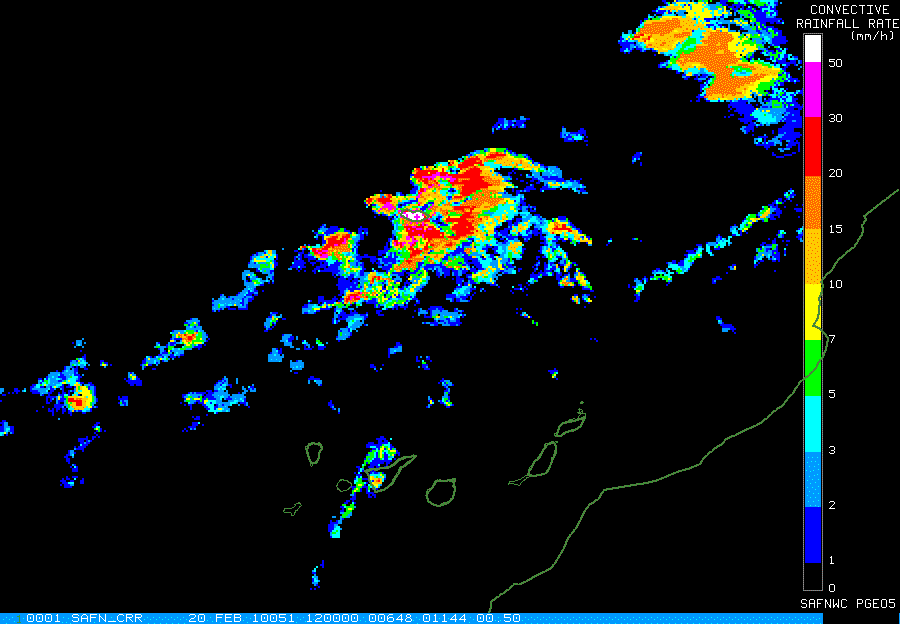 CONVECTIVE
RAINFALL RATE
(mm/h)
50
30
20
15
10
7
5
3
2
1
0
SAFNWC PGE05
0001 SAFN_CRR 20 FEB 10051 120000 00648 01144 00.50